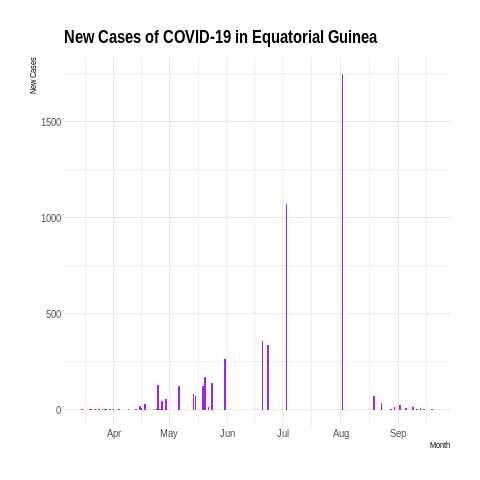 New Cases of COVID-19 in Equatorial Guinea
New Cases
1500
1000
500
0
Apr May Jun Jul Aug Sep
Month